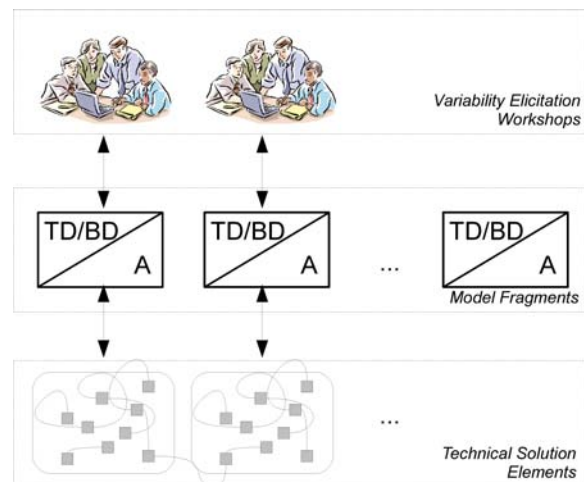 Variability Elicitation
Workshops
TD/BD
A
TD/BD
A
...
TD/BD
A
Model Fragments
...
Technical Solution
Elements